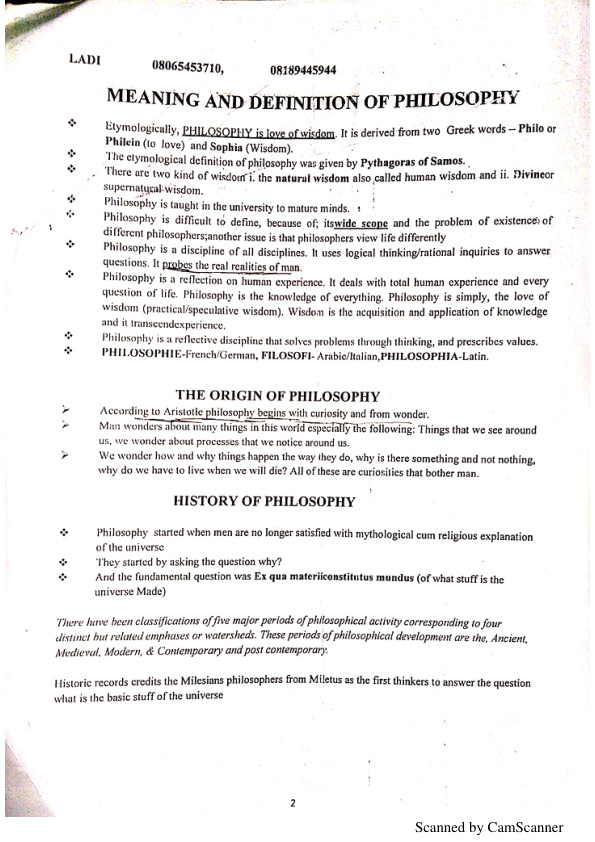 LADI 08065453710, 08189445944
MEANING AND DEFINITION OF PHILOSOPHY
❖ Etymologically, PHILOSOPHY is love of wisdom. It is derived from two Greek words – Philo or
Philein (to love) and Sophia (Wisdom).
❖ The etymological definition of philosophy was given by Pythagoras of Samos.
❖ There are two kind of wisdom i. the natural wisdom also called human wisdom and ii. Divineor
supernatural-wisdom.
❖ Philosophy is taught in the university to mature minds.
❖ Philosophy is difficult to define, because of; itswide scope and the problem of existence of
different philosophers;another issue is that philosophers view life differently
❖ Philosophy is a discipline of all disciplines. It uses logical thinking/rational inquiries to answer
questions. It probes the real realities of man.
❖ Philosophy is a reflection on human experience. It deals with total human experience and every
question of life. Philosophy is the knowledge of everything. Philosophy is simply, the love of
wisdom (practical/speculative wisdom). Wisdom is the acquisition and application of knowledge
and it transcendexperience.
❖ Philosophy is a reflective discipline that solves problems through thinking, and prescribes values.
❖ PHILOSOPHIE-French/German, FILOSOFI- Arabic/Italian,PHILOSOPHIA-Latin.
THE ORIGIN OF PHILOSOPHY
➢ According to Aristotle philosophy begins with curiosity and from wonder.
➢ Man wonders about many things in this world especially the following: Things that we see around
us, we wonder about processes that we notice around us.
➢ We wonder how and why things happen the way they do, why is there something and not nothing,
why do we have to live when we will die? All of these are curiosities that bother man.
HISTORY OF PHILOSOPHY
❖ Philosophy started when men are no longer satisfied with mythological cum religious explanation
of the universe
❖ They started by asking the question why?
❖ And the fundamental question was Ex qua materiiconstitutus mundus (of what stuff is the
universe Made)
There have been classifications of five major periods of philosophical activity corresponding to four
distinct but related emphases or watersheds. These periods of philosophical development are the, Ancient,
Medieval, Modern, & Contemporary and post contemporary.
Historic records credits the Milesians philosophers from Miletus as the first thinkers to answer the question
what is the basic stuff of the universe
2
Scanned by CamScanner